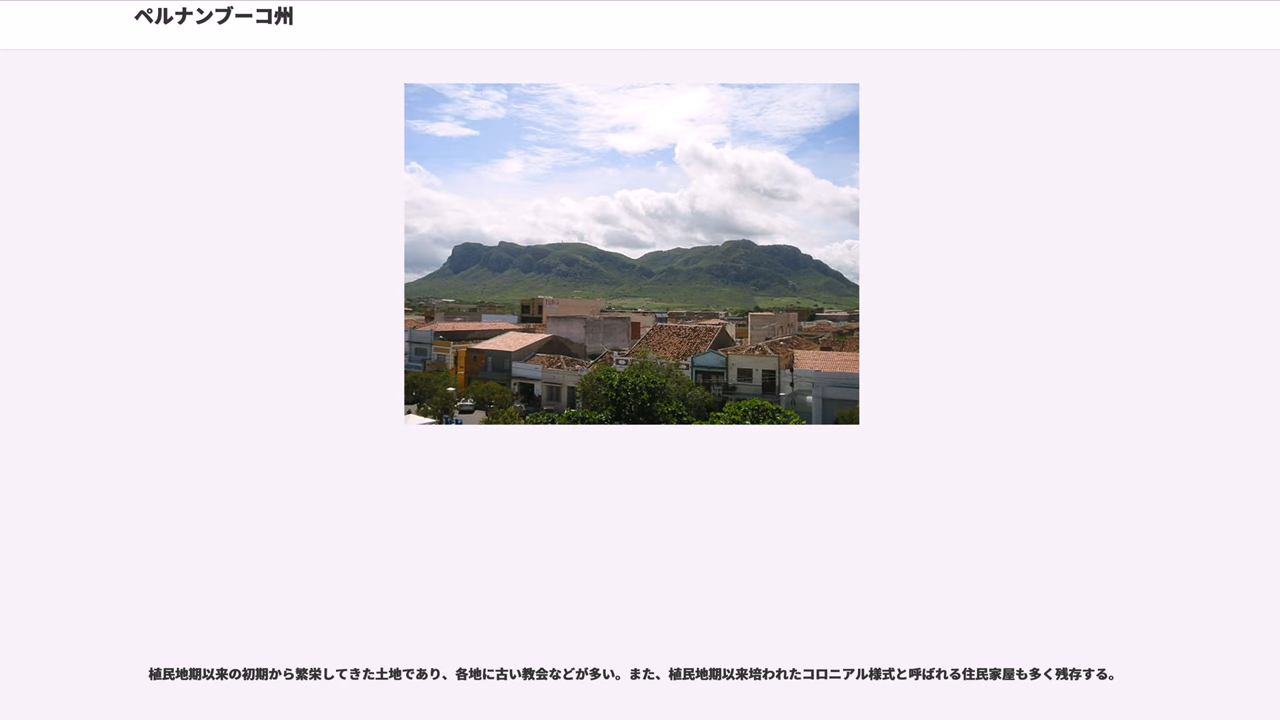 ペルナンブーコ州
植民地期以来の初期から繁栄してきた土地であり、各地に古い教会などが多い。また、植民地期以来培われたコロニアル様式と呼ばれる住民家屋も多く残存する。